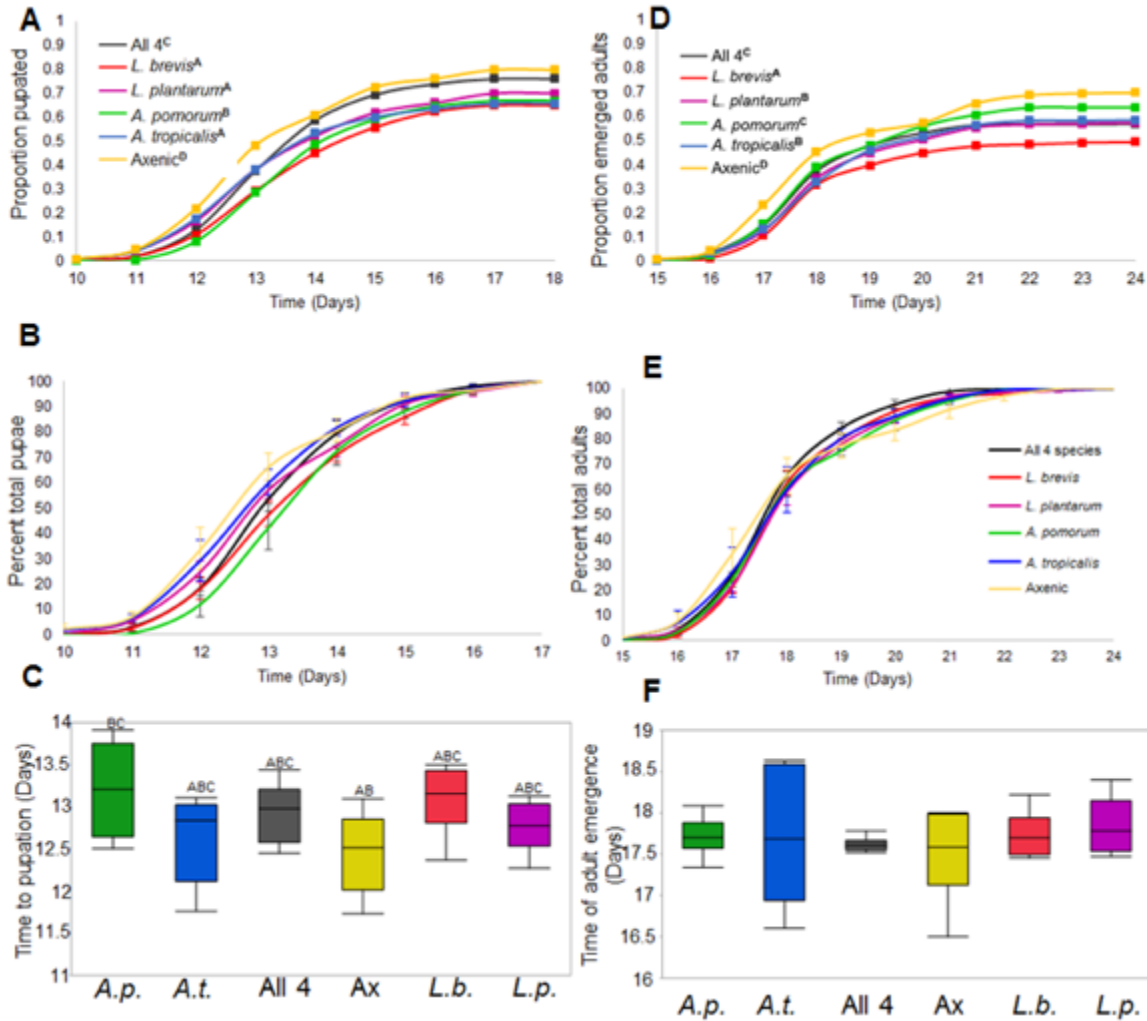 A
Proportion pupated
1
0.9
0.8
0.7
0.6
0.5
0.4
0.3
0.2
0.1
0
All 4ᶜ
L. brevisᴬ
L. plantarumᴬ
A. pomorumᴮ
A. tropicalisᴬ
Axenicᴰ
10 11 12 13 14 15 16 17 18
Time (Days)
D
Proportion emerged adults
1
0.9
0.8
0.7
0.6
0.5
0.4
0.3
0.2
0.1
0
All 4ᶜ
L. brevisᴬ
L. plantarumᴮ
A. pomorumᶜ
A. tropicalisᴮ
Axenicᴰ
15 16 17 18 19 20 21 22 23 24
Time (Days)
B
Percent total pupae
100
90
80
70
60
50
40
30
20
10
0
10 11 12 13 14 15 16 17
Time (Days)
E
Percent total adults
100
90
80
70
60
50
40
30
20
10
0
All 4 species
L. brevis
L. plantarum
A. pomorum
A. tropicalis
Axenic
15 16 17 18 19 20 21 22 23 24
Time (Days)
C
Time to pupation (Days)
14
13.5
13
12.5
12
11.5
11
BC ABC ABC AB ABC ABC
A.p. A.t. All 4 Ax L.b. L.p.
F
Time of adult emergence
(Days)
19
18.5
18
17.5
17
16.5
16
A.p. A.t. All 4 Ax L.b. L.p.